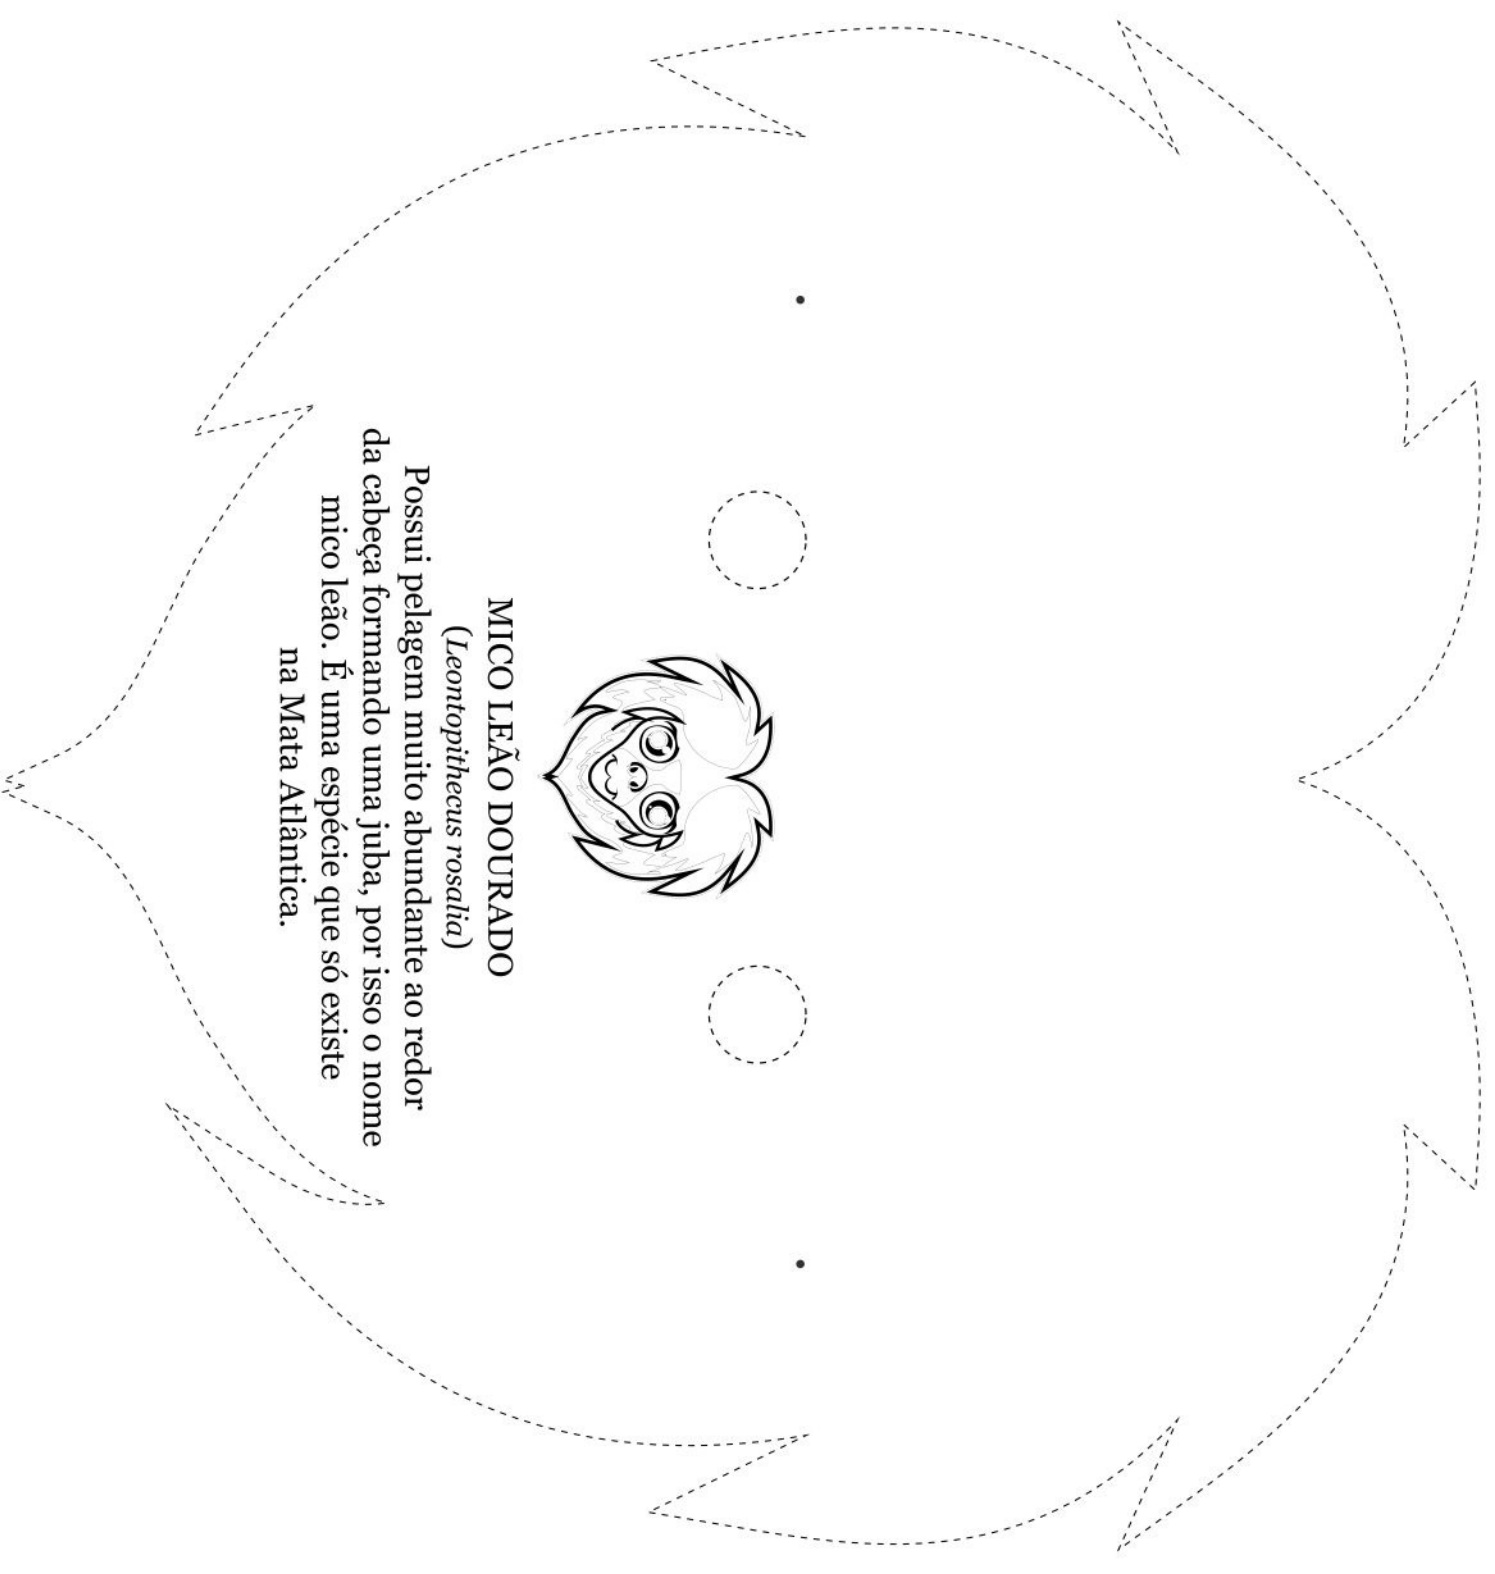 MICO LEÃO DOURADO
(Leontopithecus rosalia)
Possui pelagem muito abundante ao redor
da cabeça formando uma juba, por isso o nome
mico leão. É uma espécie que só existe
na Mata Atlântica.